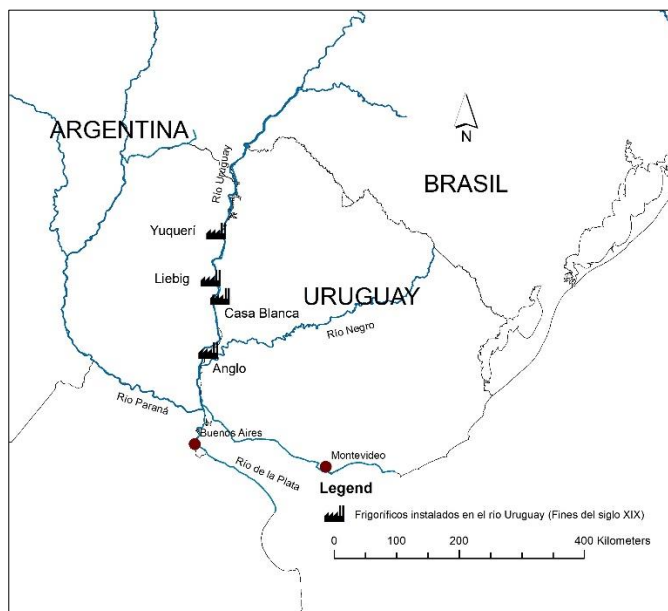 ARGENTINA
N
Río Uruguay
BRASIL
Yuquerí
Liebig
URUGUAY
Casa Blanca
Río Negro
Anglo
Río Paraná
Buenos Aires
Montevideo
Río de la Plata
Legend
Frigoríficos instalados en el río Uruguay (Fines del siglo XIX)
0 100 200 400 Kilometers